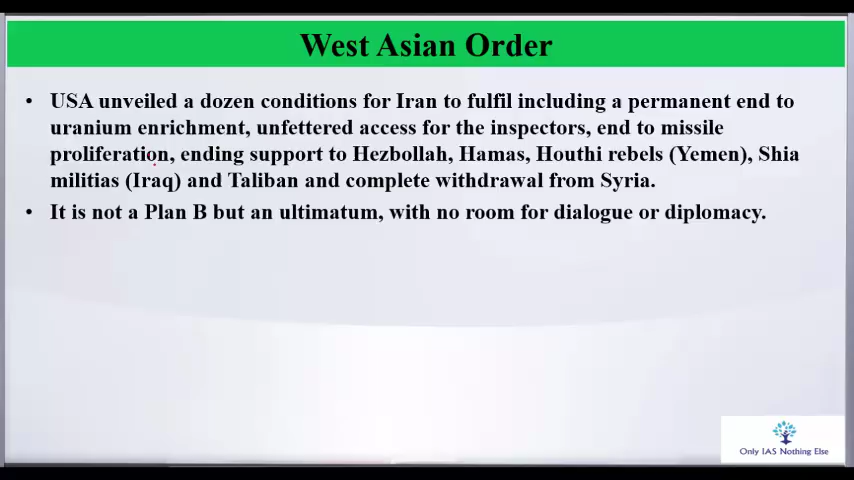 West Asian Order
• USA unveiled a dozen conditions for Iran to fulfil including a permanent end to
uranium enrichment, unfettered access for the inspectors, end to missile
proliferation, ending support to Hezbollah, Hamas, Houthi rebels (Yemen), Shia
militias (Iraq) and Taliban and complete withdrawal from Syria.
• It is not a Plan B but an ultimatum, with no room for dialogue or diplomacy.
Only IAS Nothing Else